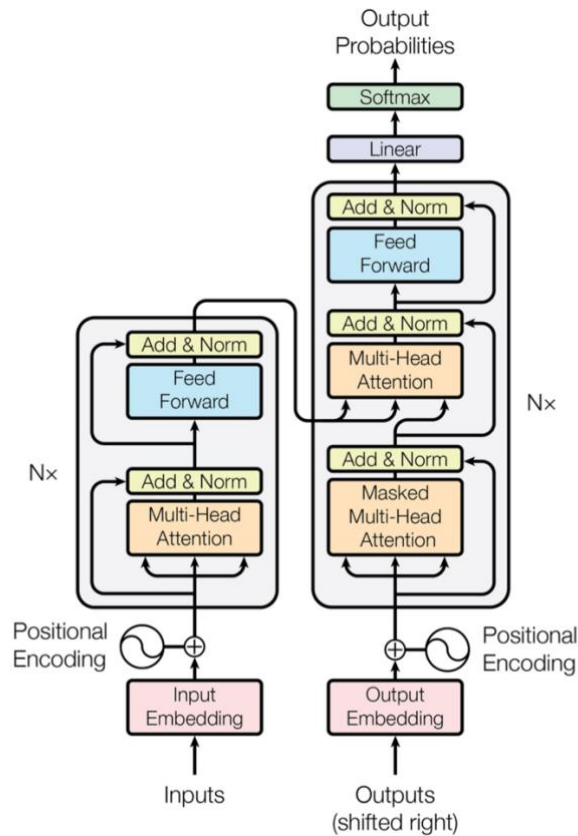 Output
Probabilities
Softmax
Linear
Add & Norm
Feed
Forward
Add & Norm
Multi-Head
Attention
Add & Norm
Masked
Multi-Head
Attention
N×
Add & Norm
Feed
Forward
Add & Norm
Multi-Head
Attention
N×
Positional
Encoding
Positional
Encoding
Input
Embedding
Output
Embedding
Inputs
Outputs
(shifted right)